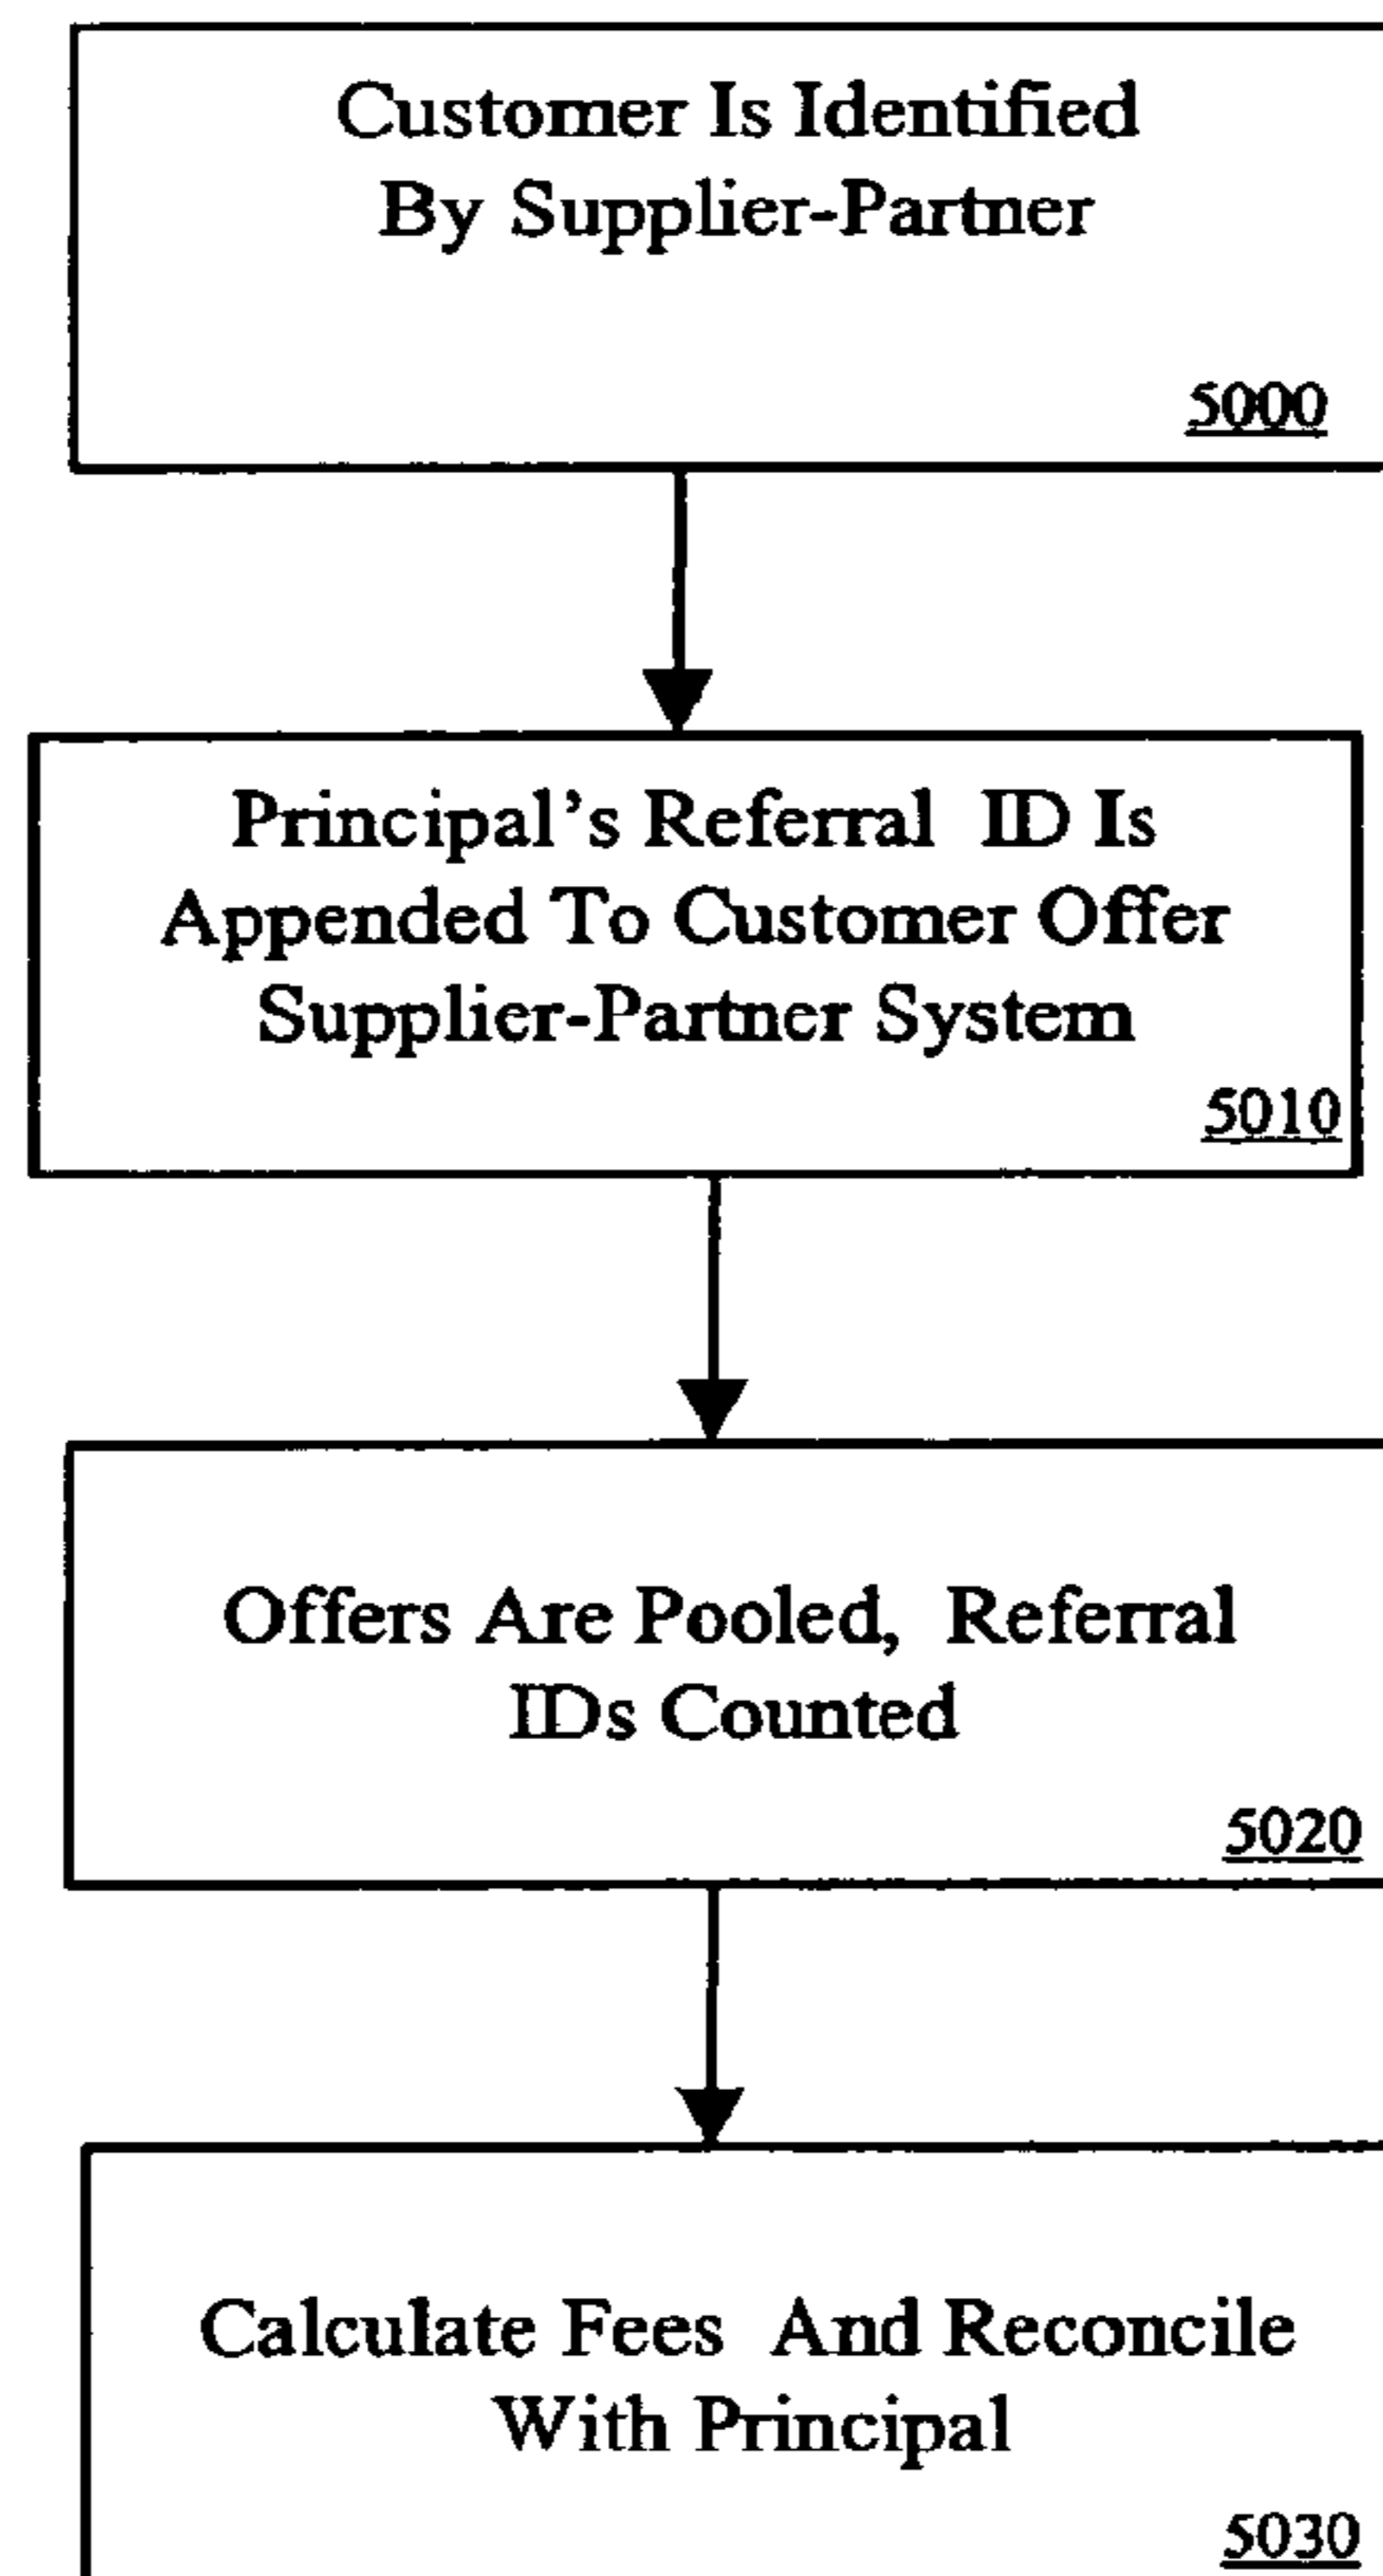 Customer Is Identified
By Supplier-Partner
5000
Principal's Referral ID Is
Appended To Customer Offer
Supplier-Partner System
5010
Offers Are Pooled, Referral
IDs Counted
5020
Calculate Fees And Reconcile
With Principal
5030